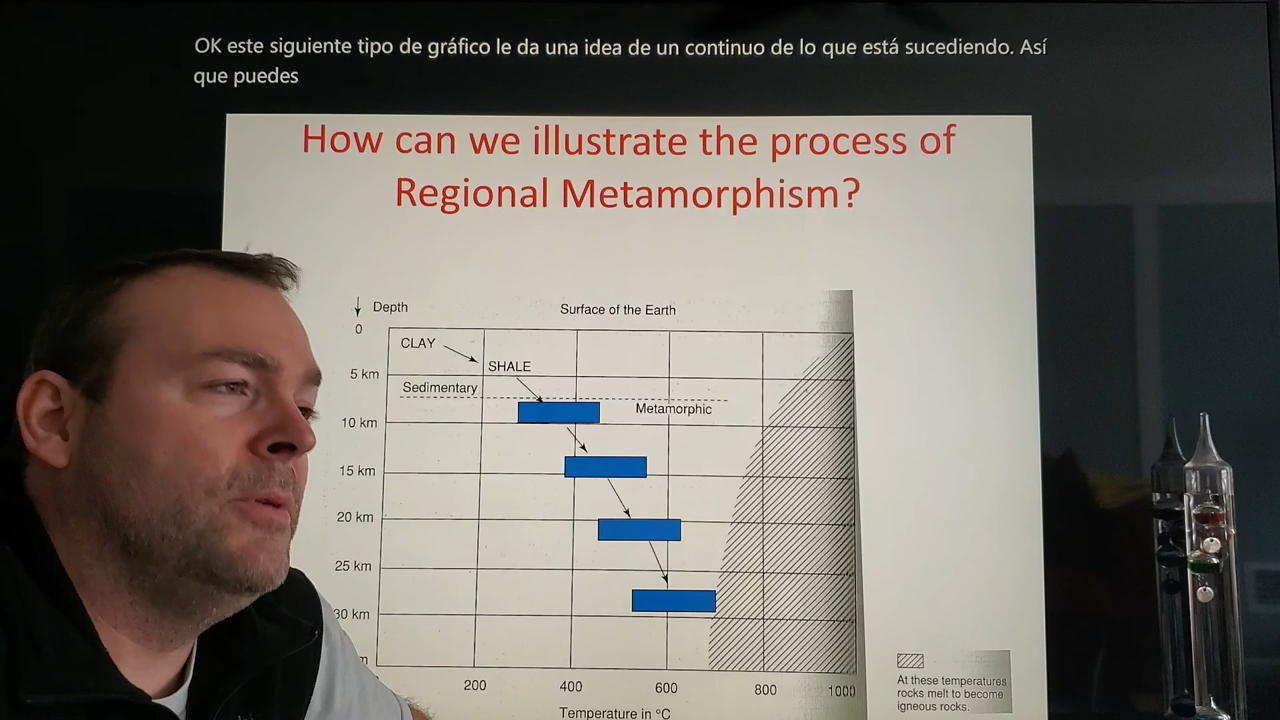 OK este siguiente tipo de gráfico le da una idea de un continuo de lo que está sucediendo. Así
que puedes
How can we illustrate the process of
Regional Metamorphism?
Depth
Surface of the Earth
0
CLAY
SHALE
5 km
Sedimentary
Metamorphic
10 km
15 km
20 km
25 km
30 km
200
400
600
800
1000
Temperature in °C
At these temperatures
rocks melt to become
igneous rocks.